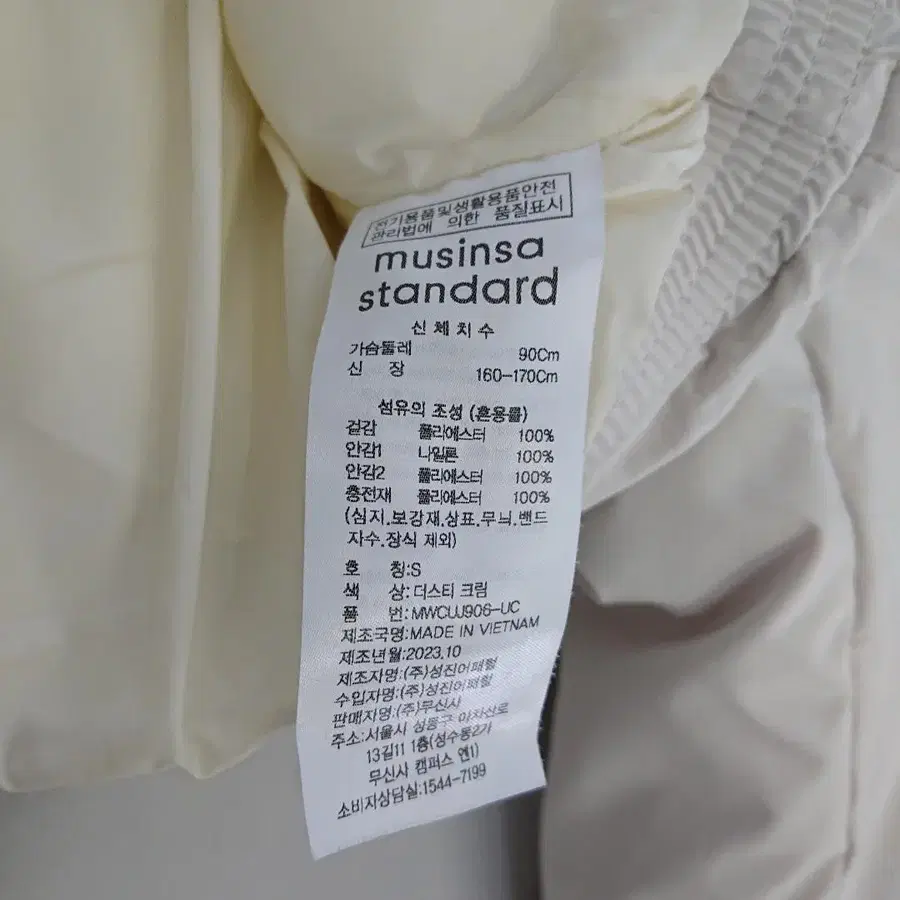 전기용품및생활용품안전
관리법에 의한 품질표시
musinsa
standard
신체치수
가슴둘레 90Cm
신 장 160-170Cm
섬유의 조성 (혼용률)
겉감 폴리에스터 100%
안감1 나일론 100%
안감2 폴리에스터 100%
충전재 폴리에스터 100%
(심지.보강재.상표.무늬.밴드
자수.장식 제외)
호 칭:S
색 상:더스티 크림
품 번:MWCUJ906-UC
제조국명:MADE IN VIETNAM
제조년월:2023.10
제조자명:(주)성진어패럴
수입자명:(주)성진어패럴
판매자명:(주)무신사
주소:서울시 성동구 아차산로
13길11 1층(성수동2가
무신사 캠퍼스 엔1)
소비자상담실:1544-7199